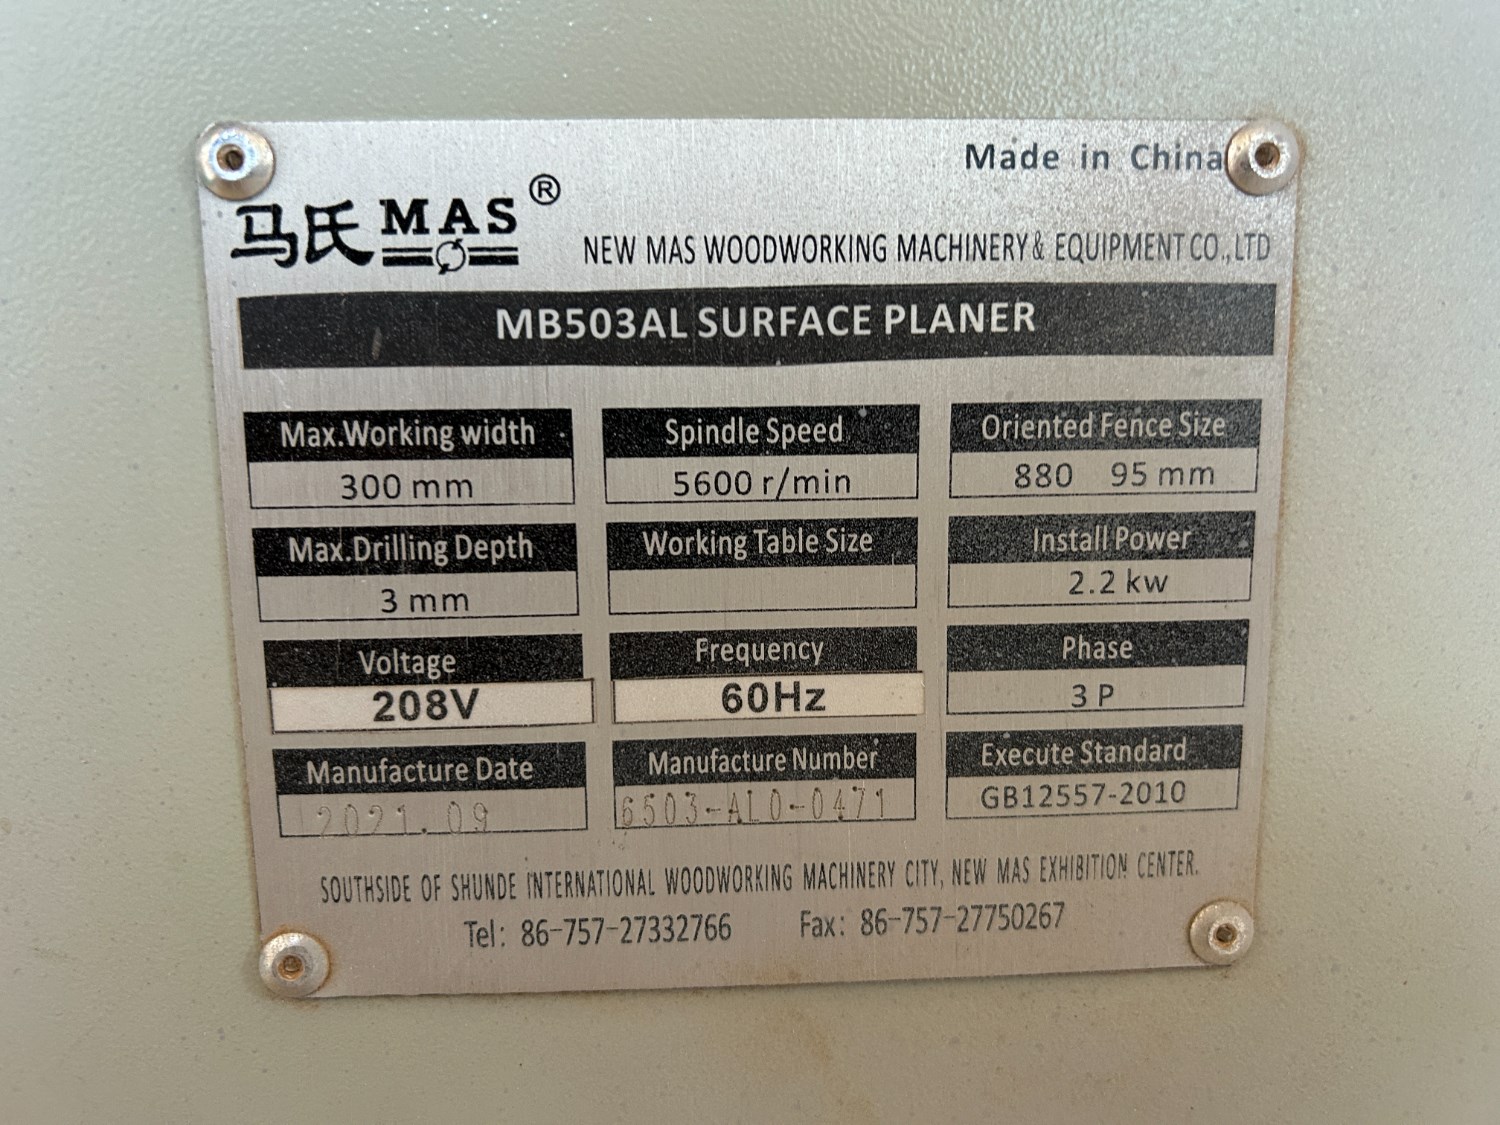 Made in China
马氏 MAS ®
NEW MAS WOODWORKING MACHINERY & EQUIPMENT CO., LTD
MB503AL SURFACE PLANER
Max.Working width Spindle Speed Oriented Fence Size
300 mm 5600 r/min 880 95 mm
Max.Drilling Depth Working Table Size Install Power
3 mm 2.2 kw
Voltage Frequency Phase
208V 60Hz 3 P
Manufacture Date Manufacture Number Execute Standard
2021.09 6503-AL0-0471 GB12557-2010
SOUTHSIDE OF SHUNDE INTERNATIONAL WOODWORKING MACHINERY CITY, NEW MAS EXHIBITION CENTER.
Tel: 86-757-27332766 Fax: 86-757-27750267